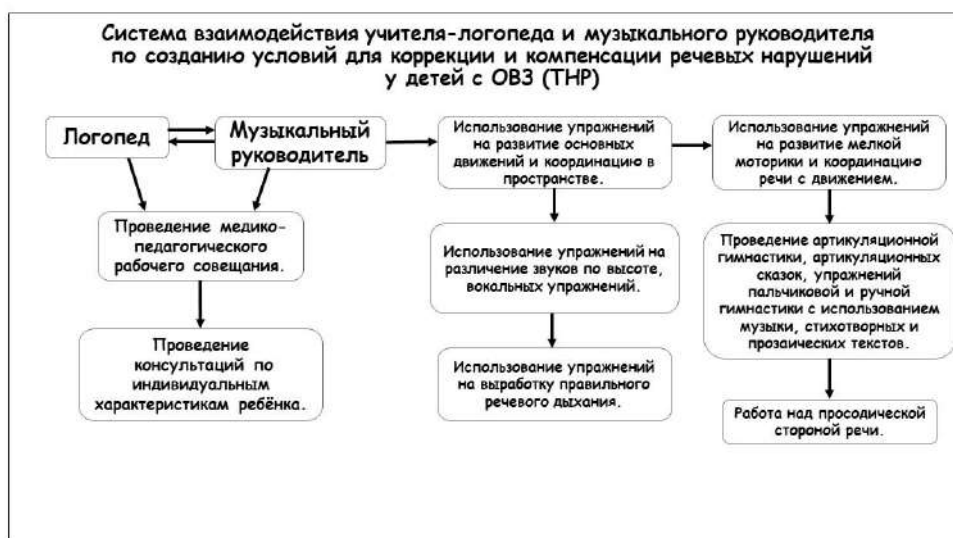 Система взаимодействия учителя-логопеда и музыкального руководителя
по созданию условий для коррекции и компенсации речевых нарушений
у детей с ОВЗ (ТНР)
Логопед
Музыкальный
руководитель
Использование упражнений
на развитие основных
движений и координацию в
пространстве.
Использование упражнений
на развитие мелкой
моторики и координацию
речи с движением.
Проведение медико-
педагогического
рабочего совещания.
Использование упражнений на
различение звуков по высоте,
вокальных упражнений.
Проведение артикуляционной
гимнастики, артикуляционных
сказок, упражнений
пальчиковой и ручной
гимнастики с использованием
музыки, стихотворных и
прозаических текстов.
Проведение
консультаций по
индивидуальным
характеристикам ребёнка.
Использование упражнений
на выработку правильного
речевого дыхания.
Работа над просодической
стороной речи.